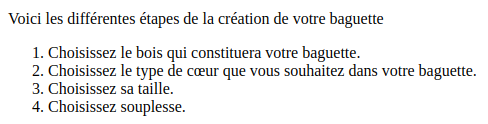 Voici les différentes étapes de la création de votre baguette
1. Choisissez le bois qui constituera votre baguette.
2. Choisissez le type de cœur que vous souhaitez dans votre baguette.
3. Choisissez sa taille.
4. Choisissez souplesse.